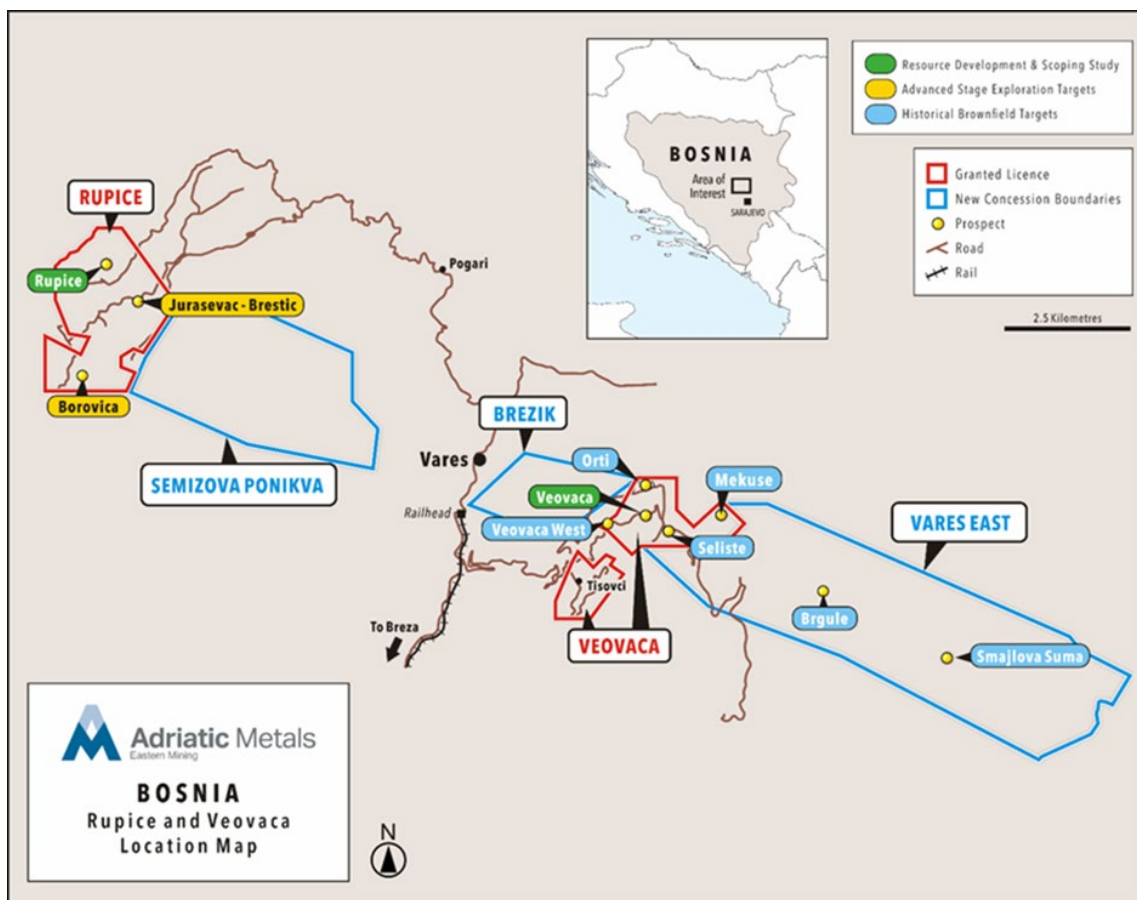 Resource Development & Scoping Study
Advanced Stage Exploration Targets
Historical Brownfield Targets
BOSNIA
Area of
Interest
SARAJEVO
Granted Licence
New Concession Boundaries
Prospect
Road
Rail
2.5 Kilometres
RUPICE
Rupice
Pogari
Jurasevac - Brestic
Borovica
SEMIZOVA PONIKVA
BREZIK
Vares
Orti
Mekuse
Veovaca
Railhead
Veovaca West
VARES EAST
Seliste
Tisovci
Brgule
To Breza
VEOVACA
Smajlova Suma
Adriatic Metals
Eastern Mining
BOSNIA
Rupice and Veovaca
Location Map
N